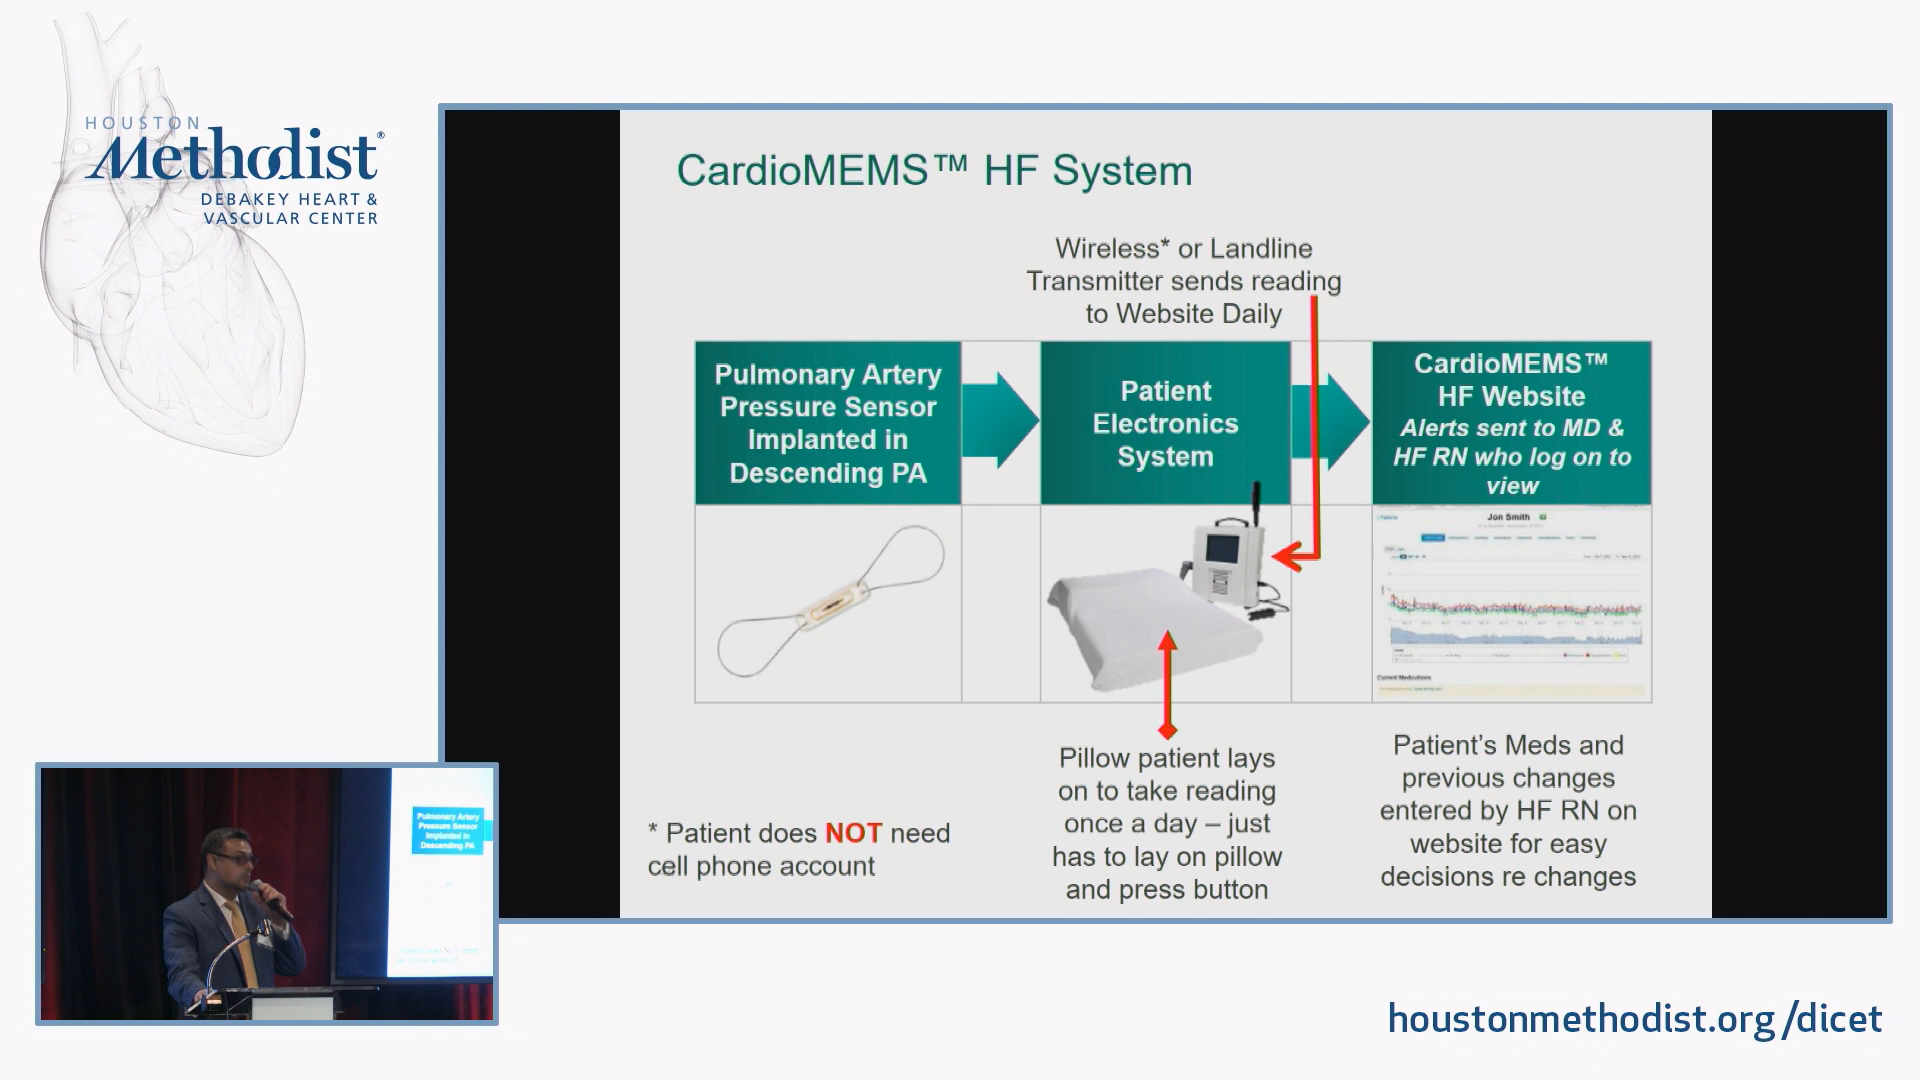 HOUSTON
Methodist®
DEBAKEY HEART &
VASCULAR CENTER
CardioMEMS™ HF System
Wireless* or Landline
Transmitter sends reading
to Website Daily
Pulmonary Artery
Pressure Sensor
Implanted in
Descending PA
Patient
Electronics
System
CardioMEMS™
HF Website
Alerts sent to MD &
HF RN who log on to
view
Jon Smith
Current Medications
* Patient does NOT need
cell phone account
Pillow patient lays
on to take reading
once a day – just
has to lay on pillow
and press button
Patient's Meds and
previous changes
entered by HF RN on
website for easy
decisions re changes
Pulmonary Artery
Pressure Sensor
Implanted in
Descending PA
houstonmethodist.org/dicet